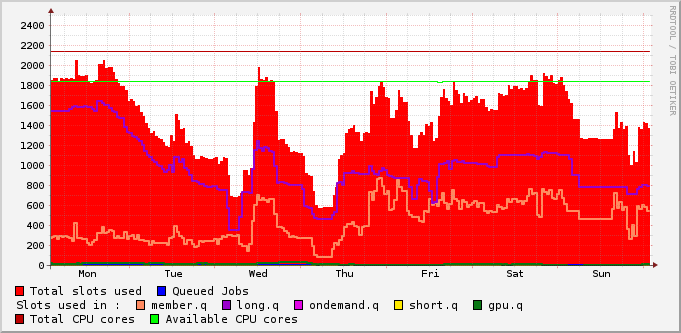 2400
2200
2000
1800
1600
1400
1200
1000
800
600
400
200
0
Mon Tue Wed Thu Fri Sat Sun
Total slots used Queued Jobs
Slots used in : member.q long.q ondemand.q short.q gpu.q
Total CPU cores Available CPU cores
RRDTOOL / TOBI OETIKER